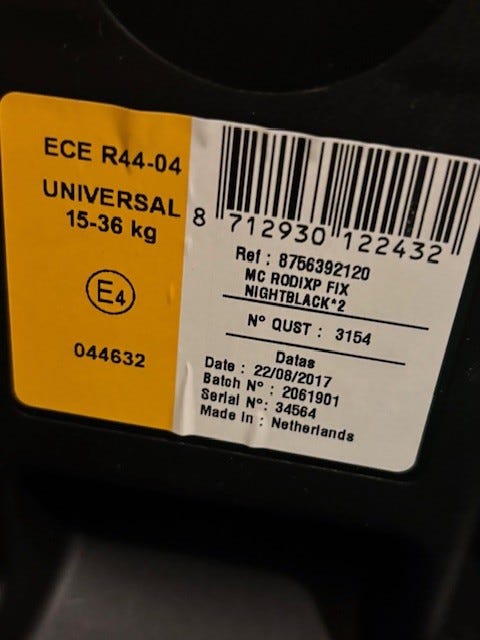 ECE R44-04
UNIVERSAL
15-36 kg
E4
044632
8 712930 122432
Ref : 8756392120
MC RODIXP FIX
NIGHTBLACK*2
N° QUST : 3154
Datas
Date : 22/08/2017
Batch N° : 2061901
Serial N°: 34564
Made In : Netherlands